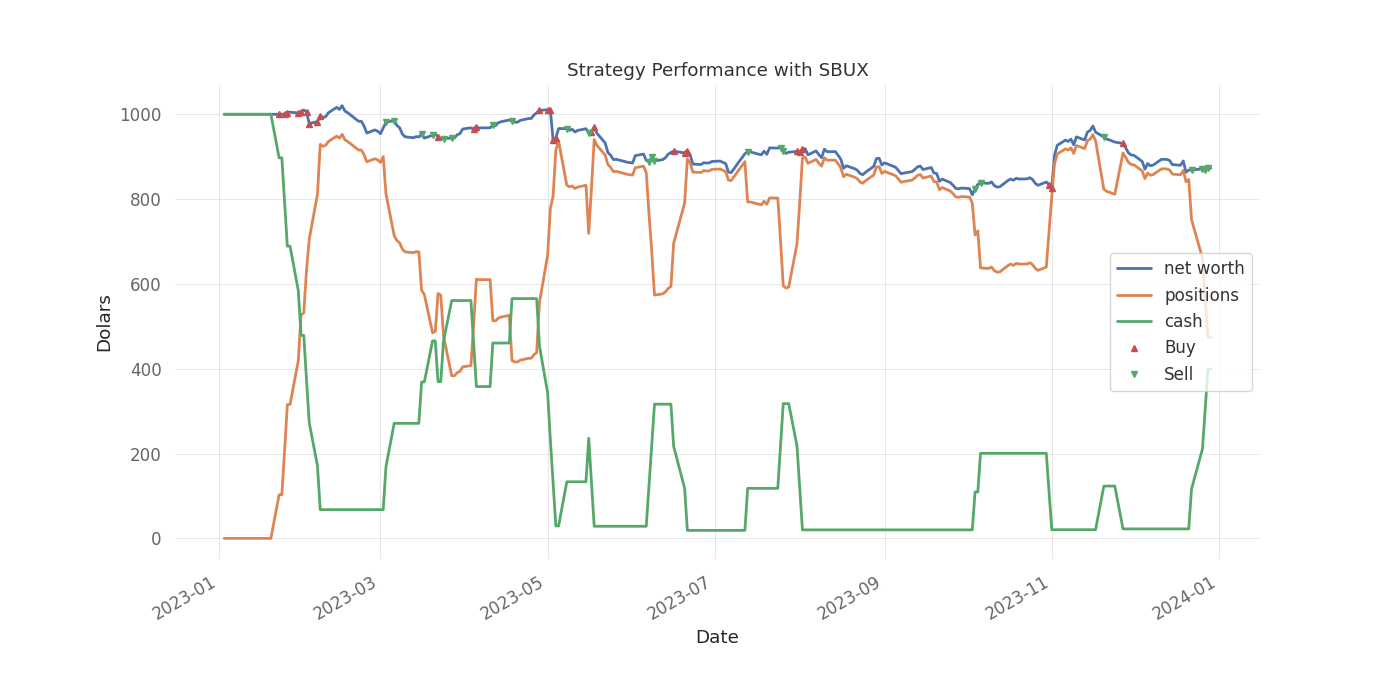 Strategy Performance with SBUX
1000
800
600
400
200
0
Dolars
net worth
positions
cash
Buy
Sell
2023-01
2023-03
2023-05
2023-07
2023-09
2023-11
2024-01
Date